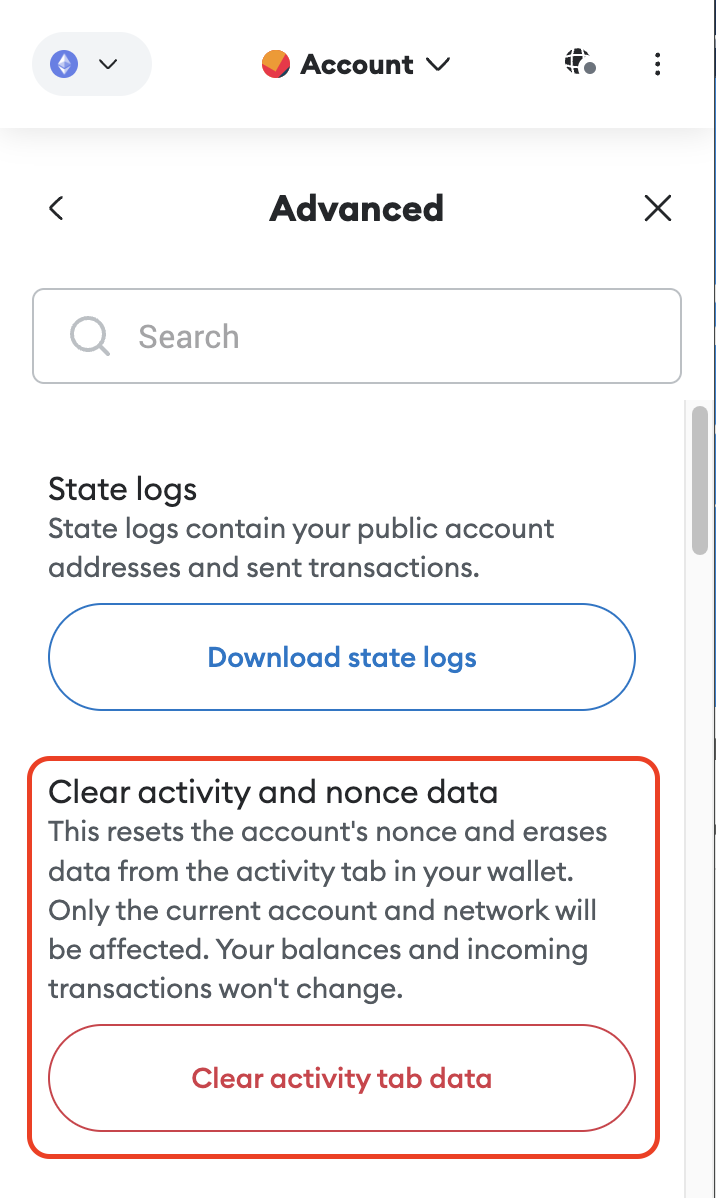 Account
Advanced
Search
State logs
State logs contain your public account
addresses and sent transactions.
Download state logs
Clear activity and nonce data
This resets the account's nonce and erases
data from the activity tab in your wallet.
Only the current account and network will
be affected. Your balances and incoming
transactions won't change.
Clear activity tab data